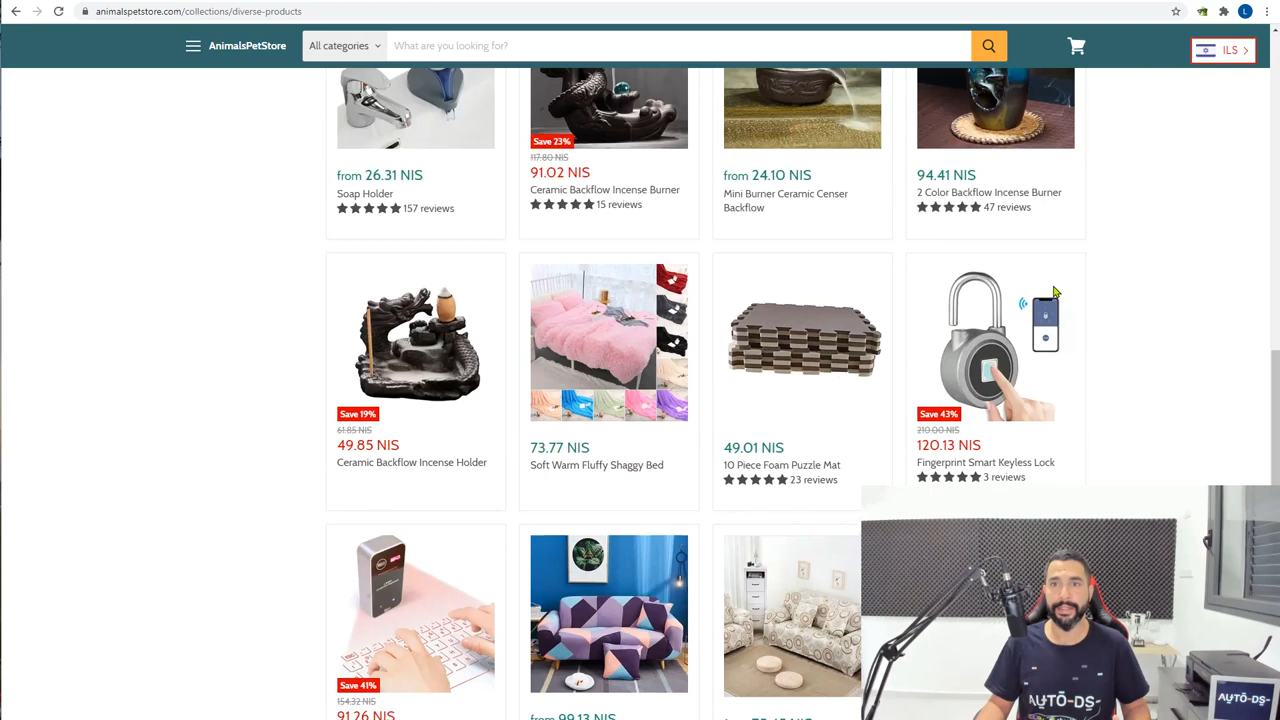 animalspetstore.com/collections/diverse-products
L
AnimalsPetStore
All categories
What are you looking for?
ILS
Save 23%
from 26.31 NIS
Soap Holder
157 reviews
117.80 NIS
91.02 NIS
Ceramic Backflow Incense Burner
15 reviews
from 24.10 NIS
Mini Burner Ceramic Censer
Backflow
94.41 NIS
2 Color Backflow Incense Burner
47 reviews
Save 19%
61.85 NIS
49.85 NIS
Ceramic Backflow Incense Holder
73.77 NIS
Soft Warm Fluffy Shaggy Bed
49.01 NIS
10 Piece Foam Puzzle Mat
23 reviews
Save 43%
210.00 NIS
120.13 NIS
Fingerprint Smart Keyless Lock
3 reviews
Save 41%
154.32 NIS
91.26 NIS
from 99.13 NIS
AUTŌ-DS-
AUTŌ-DS-